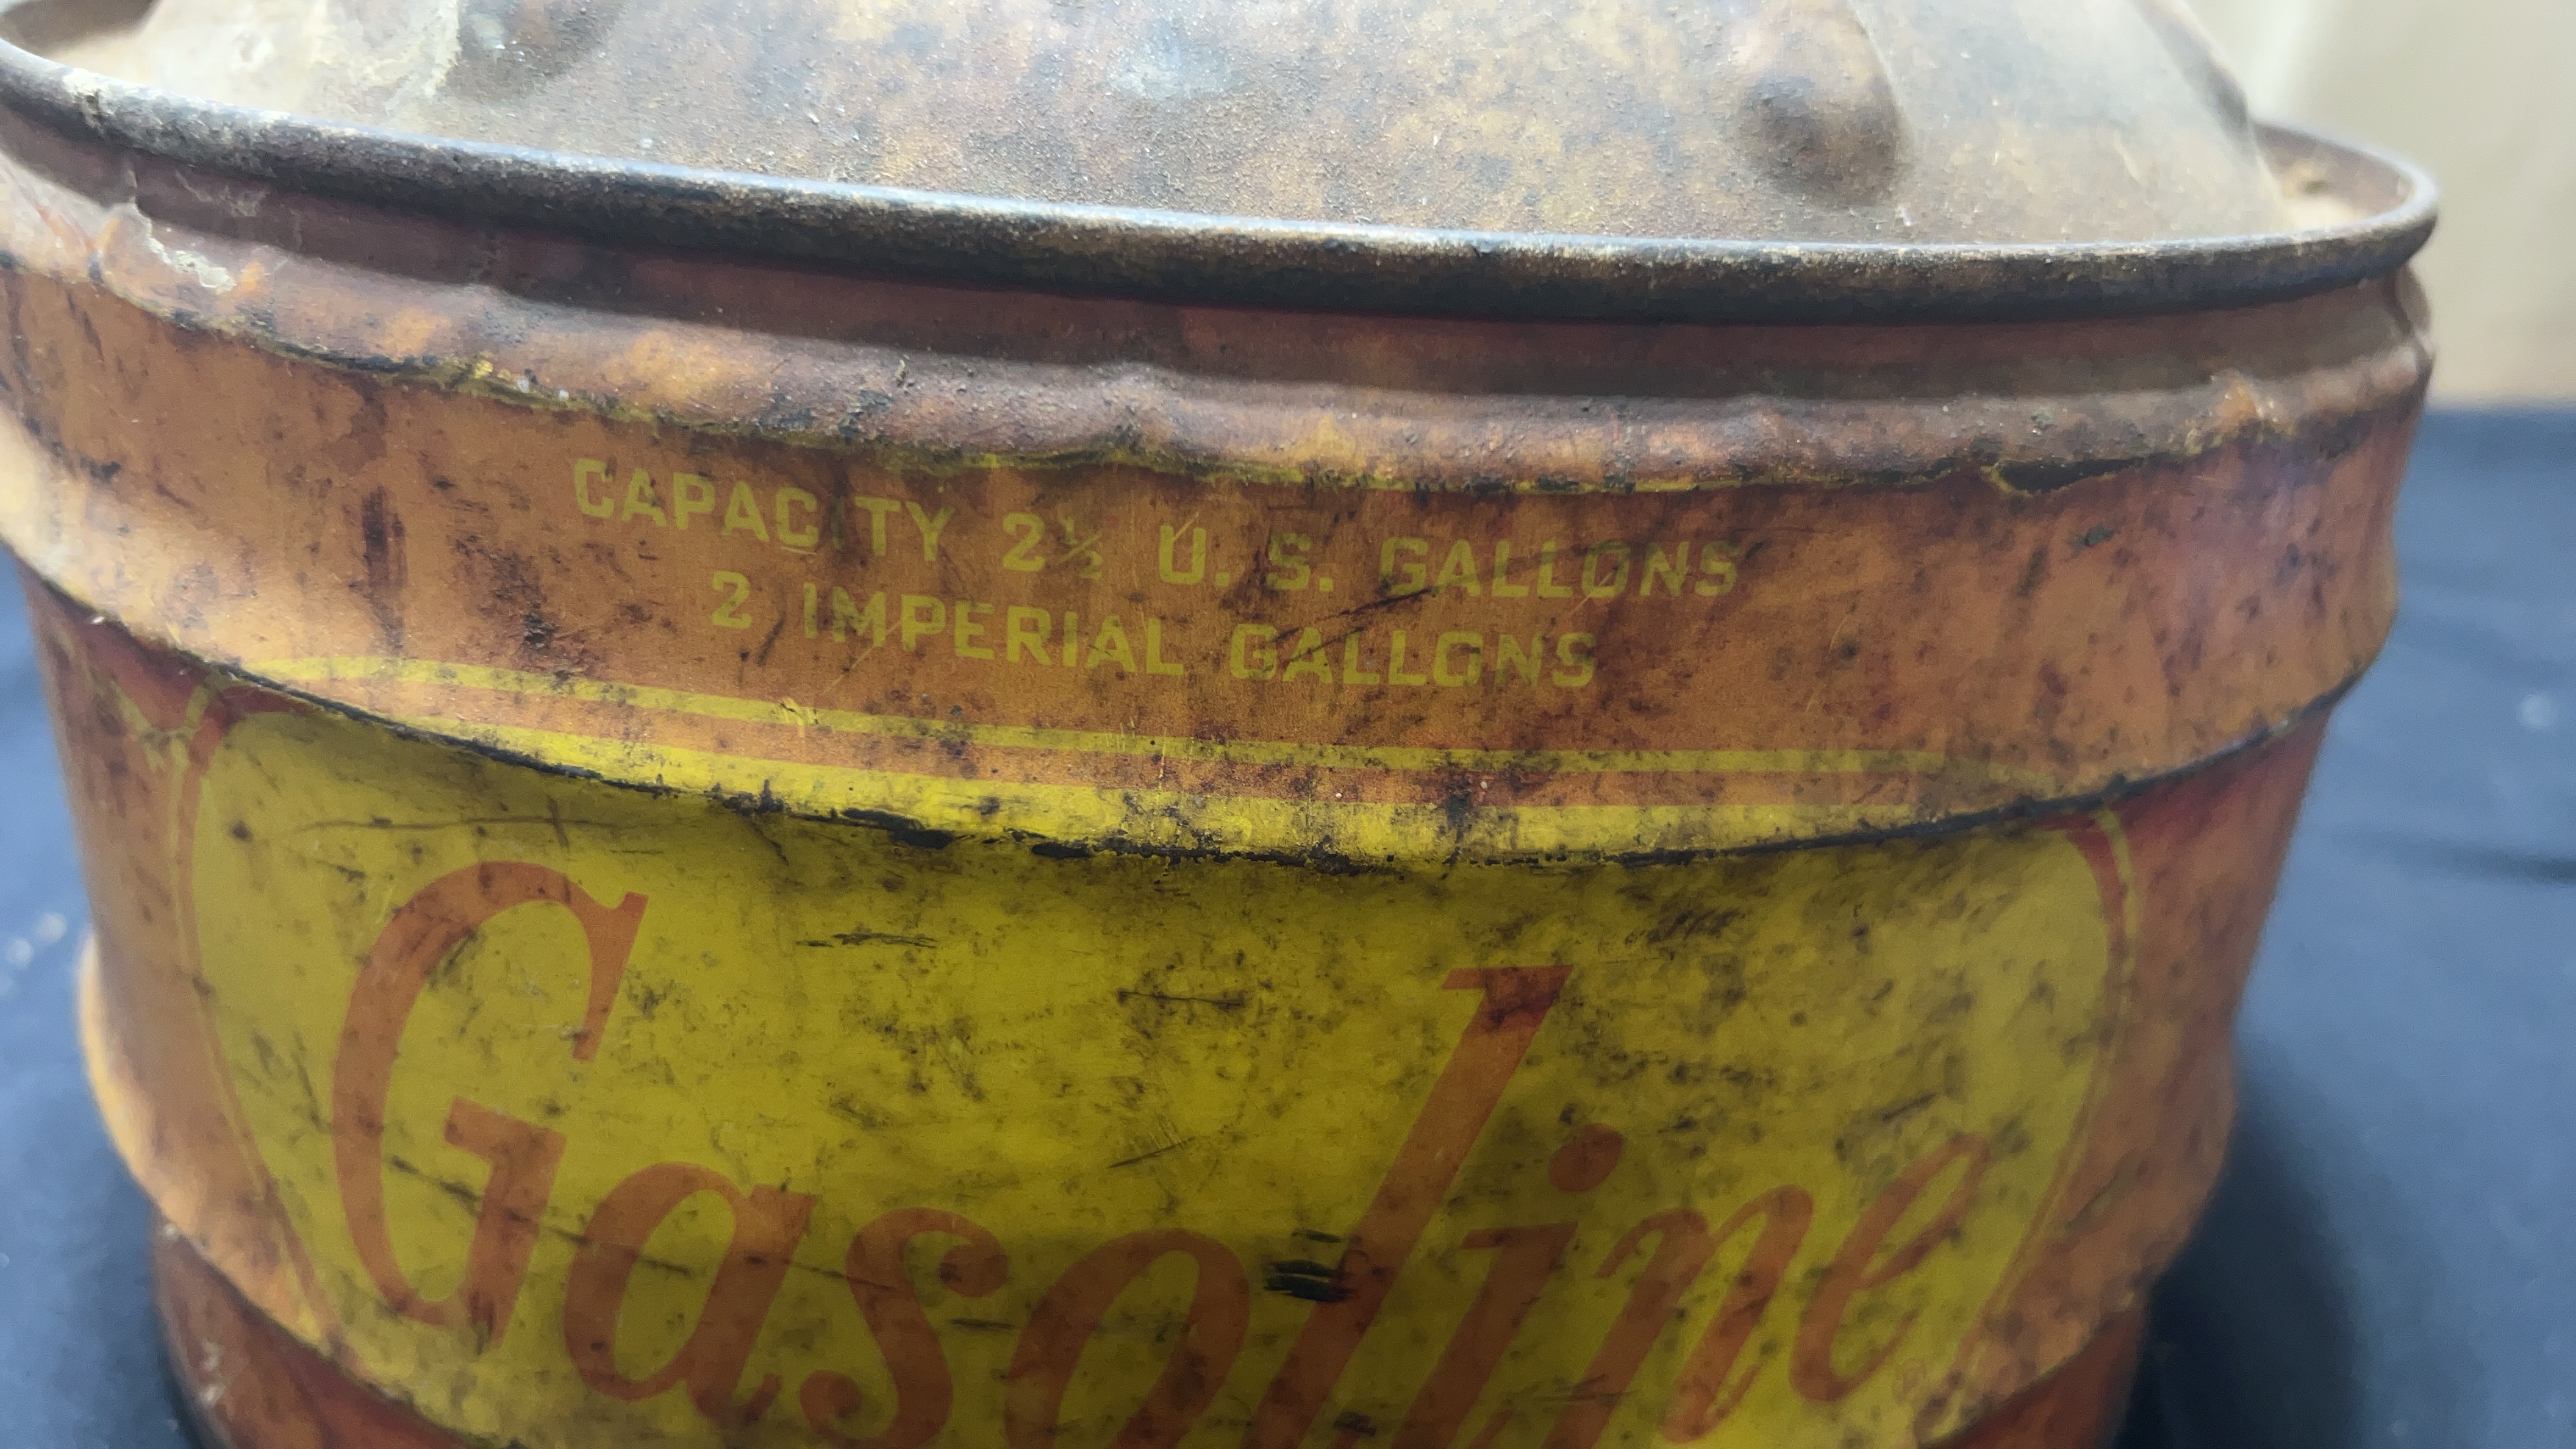 CAPACITY 2½ U. S. GALLONS
2 IMPERIAL GALLONS
Gasoline